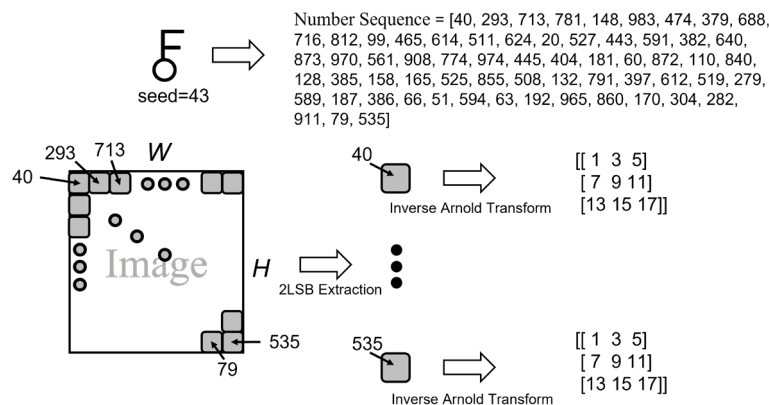 Number Sequence = [40, 293, 713, 781, 148, 983, 474, 379, 688,
716, 812, 99, 465, 614, 511, 624, 20, 527, 443, 591, 382, 640,
873, 970, 561, 908, 774, 974, 445, 404, 181, 60, 872, 110, 840,
128, 385, 158, 165, 525, 855, 508, 132, 791, 397, 612, 519, 279,
589, 187, 386, 66, 51, 594, 63, 192, 965, 860, 170, 304, 282,
911, 79, 535]
seed=43
293 713 W
40
Image
H
79
535
2LSB Extraction
40
Inverse Arnold Transform
[[ 1 3 5]
[ 7 9 11]
[13 15 17]]
535
Inverse Arnold Transform
[[ 1 3 5]
[ 7 9 11]
[13 15 17]]